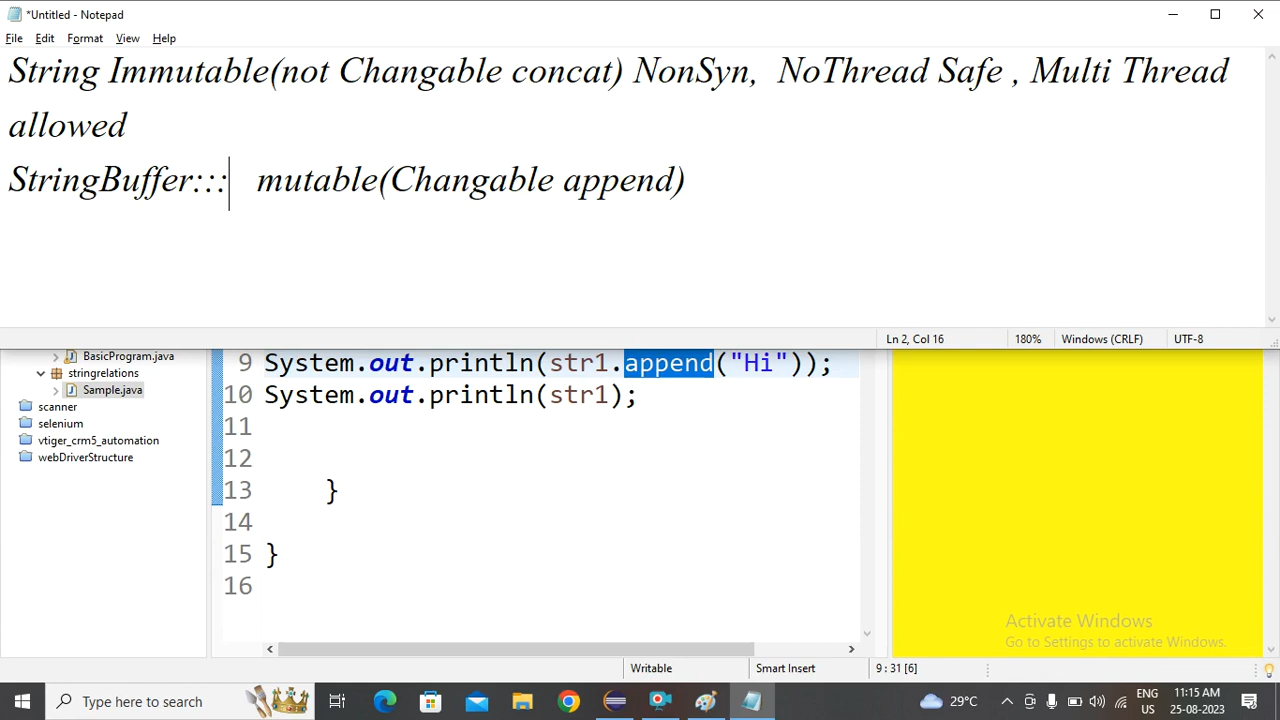 *Untitled - Notepad
File Edit Format View Help
String Immutable(not Changable concat) NonSyn,  NoThread Safe , Multi Thread
allowed
StringBuffer:::   mutable(Changable append)
Ln 2, Col 16 180% Windows (CRLF) UTF-8
BasicProgram.java
stringrelations
Sample.java
scanner
selenium
vtiger_crm5_automation
webDriverStructure
9 System.out.println(str1.append("Hi"));
10 System.out.println(str1);
11
12
13 }
14
15 }
16
Activate Windows
Go to Settings to activate Windows.
Writable Smart Insert 9 : 31 [6]
Type here to search
29°C
ENG
US
11:15 AM
25-08-2023